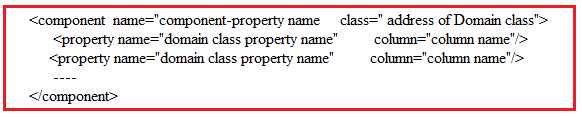 <component name="component-property name class=" address of Domain class">
<property name="domain class property name" column="column name"/>
<property name="domain class property name" column="column name"/>
----
</component>